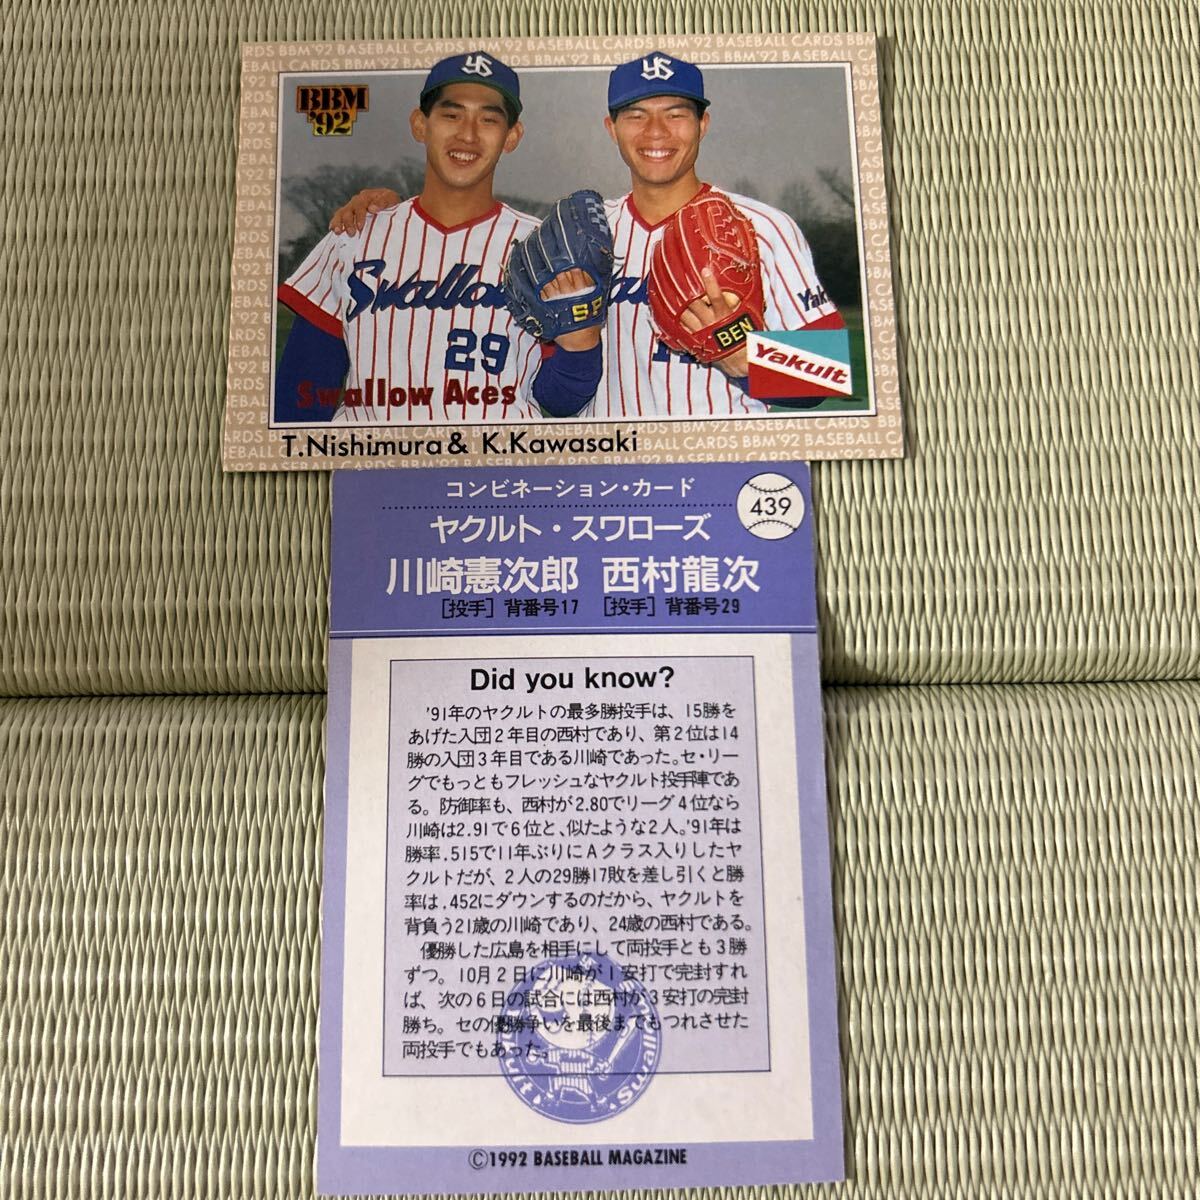 BBM
'92
YS
YS
Swallow
29
SP
BEN
Yakult
Swallow Aces
T.Nishimura & K.Kawasaki
BBM'92 BASEBALL CARDS
コンビネーション・カード
439
ヤクルト・スワローズ
川崎憲次郎 西村龍次
[投手] 背番号17 [投手] 背番号29
Did you know?
'91年のヤクルトの最多勝投手は、15勝を
あげた入団2年目の西村であり、第2位は14
勝の入団3年目である川崎であった。セ・リー
グでもっともフレッシュなヤクルト投手陣であ
る。防御率も、西村が2.80でリーグ4位なら
川崎は2.91で6位と、似たような2人。'91年は
勝率.515で11年ぶりにAクラス入りしたヤ
クルトだが、2人の29勝17敗を差し引くと勝
率は.452にダウンするのだから、ヤクルトを
背負う21歳の川崎であり、24歳の西村である。
優勝した広島を相手にして両投手とも3勝
ずつ。10月2日に川崎が1安打で完封すれ
ば、次の6日の試合には西村が3安打の完封
勝ち。セの優勝争いを最後までもつれさせた
両投手でもあった。
©1992 BASEBALL MAGAZINE